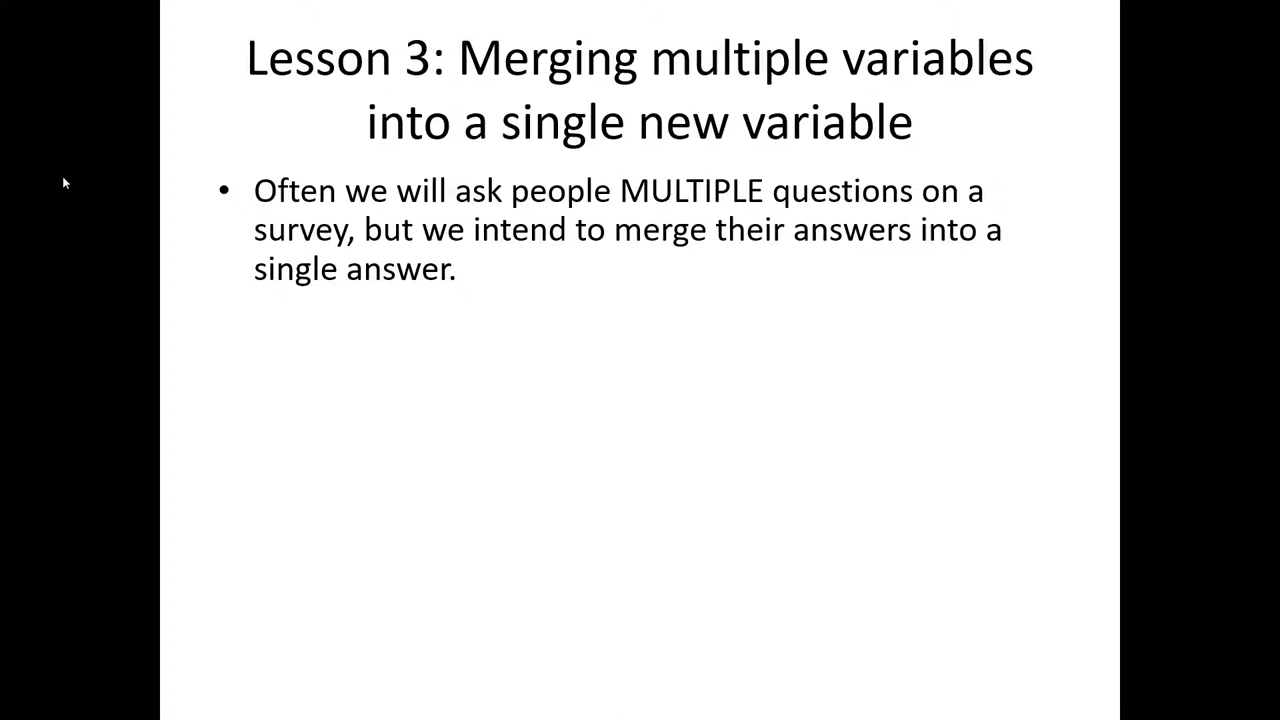 Lesson 3: Merging multiple variables
into a single new variable
• Often we will ask people MULTIPLE questions on a
survey, but we intend to merge their answers into a
single answer.